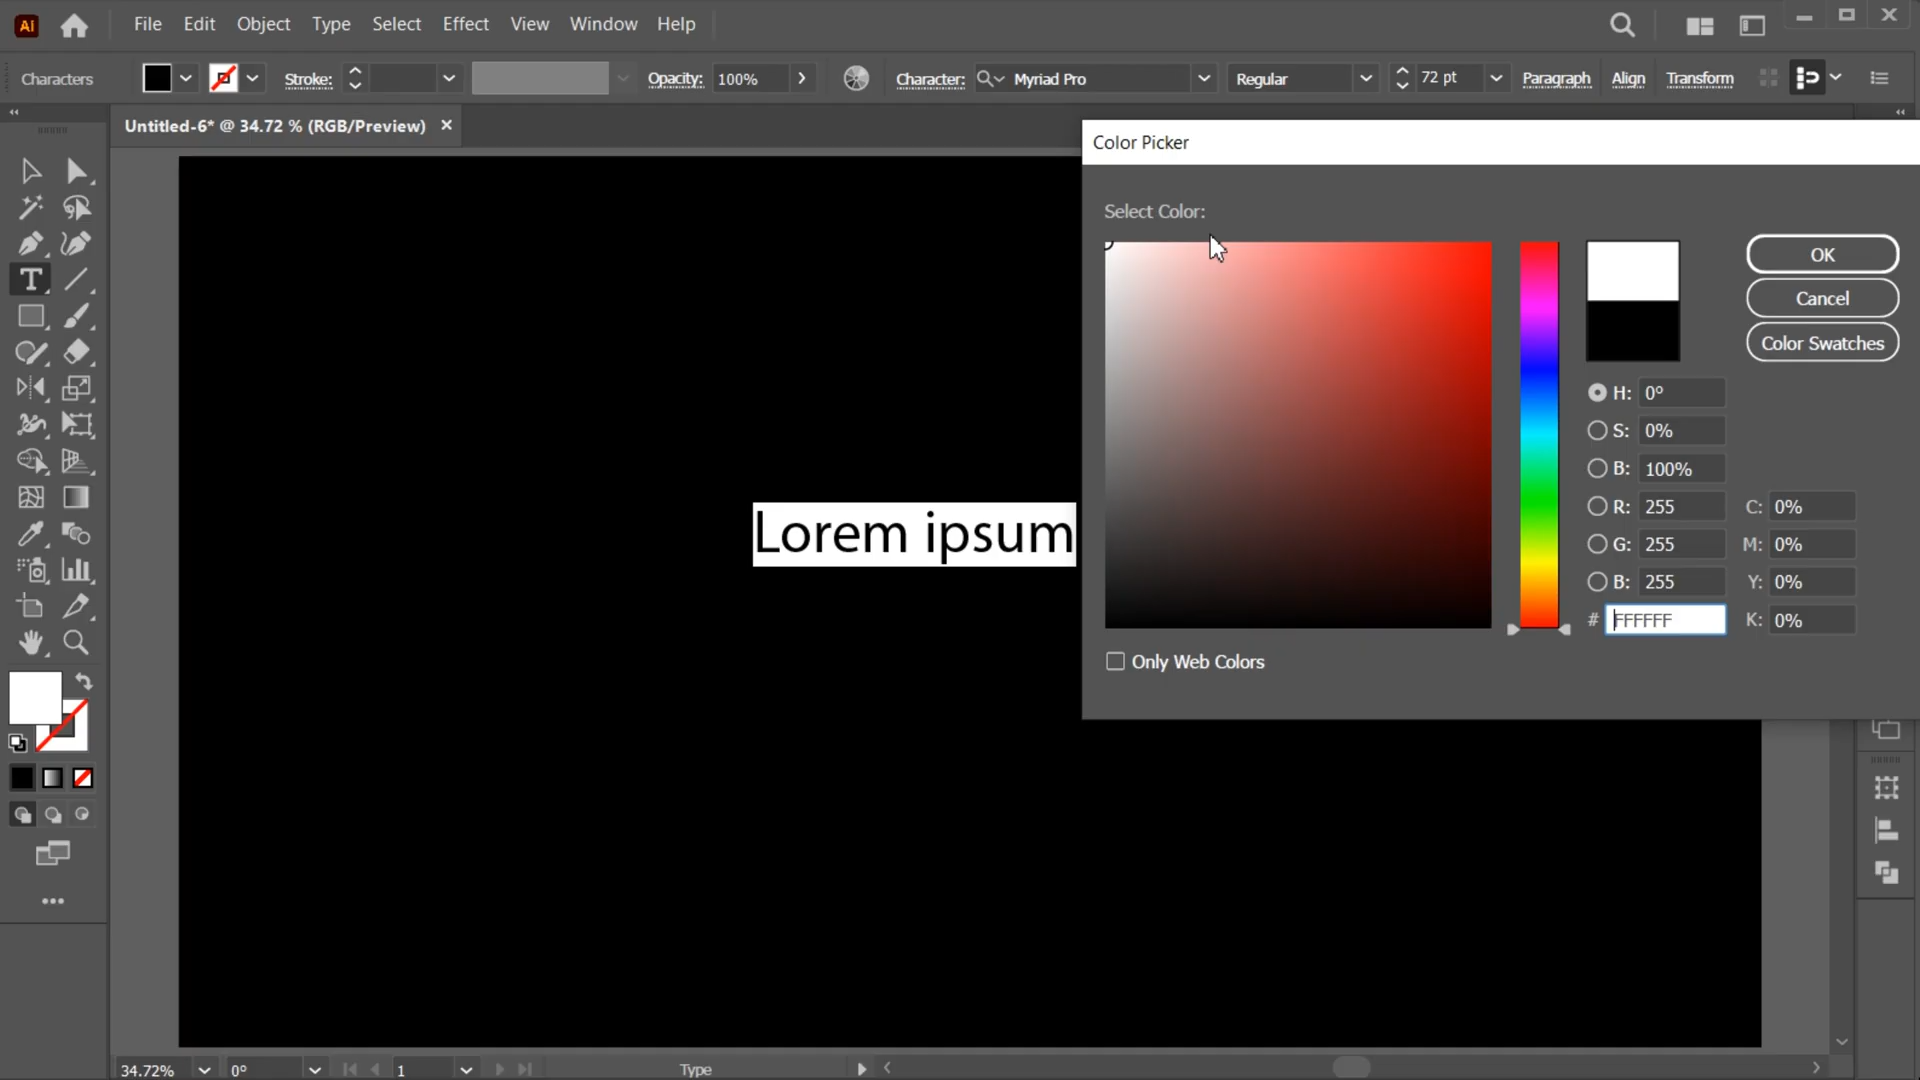 Ai File Edit Object Type Select Effect View Window Help
Characters Stroke: Opacity: 100% Character: Myriad Pro Regular 72 pt Paragraph Align Transform
Untitled-6* @ 34.72 % (RGB/Preview)
Color Picker
Select Color:
OK
Cancel
Color Swatches
H: 0°
S: 0%
B: 100%
R: 255 C: 0%
G: 255 M: 0%
B: 255 Y: 0%
# FFFFFF K: 0%
Only Web Colors
T
Lorem ipsum
34.72% 0° 1 Type